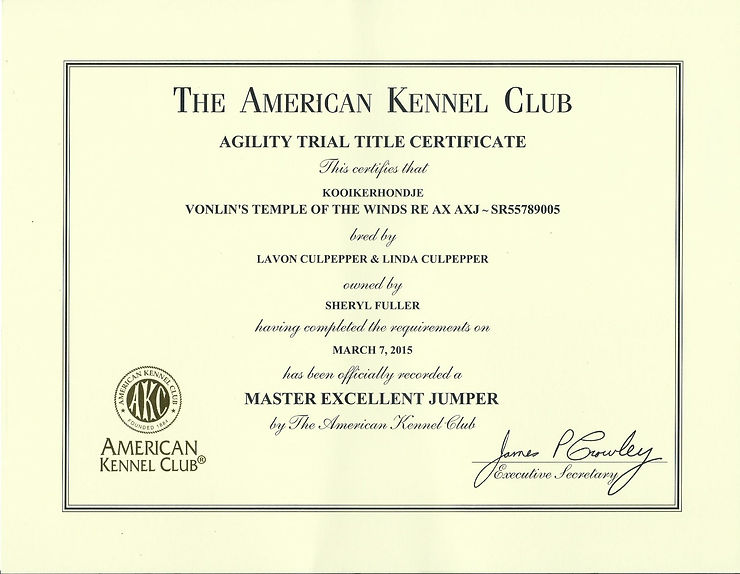 THE AMERICAN KENNEL CLUB
AGILITY TRIAL TITLE CERTIFICATE
This certifies that
KOOIKERHONDJE
VONLIN'S TEMPLE OF THE WINDS RE AX AXJ ~ SR55789005
bred by
LAVON CULPEPPER & LINDA CULPEPPER
owned by
SHERYL FULLER
having completed the requirements on
MARCH 7, 2015
has been officially recorded a
MASTER EXCELLENT JUMPER
by The American Kennel Club
AMERICAN KENNEL CLUB
AKC
FOUNDED 1884
AMERICAN
KENNEL CLUB®
James P Crowley
Executive Secretary